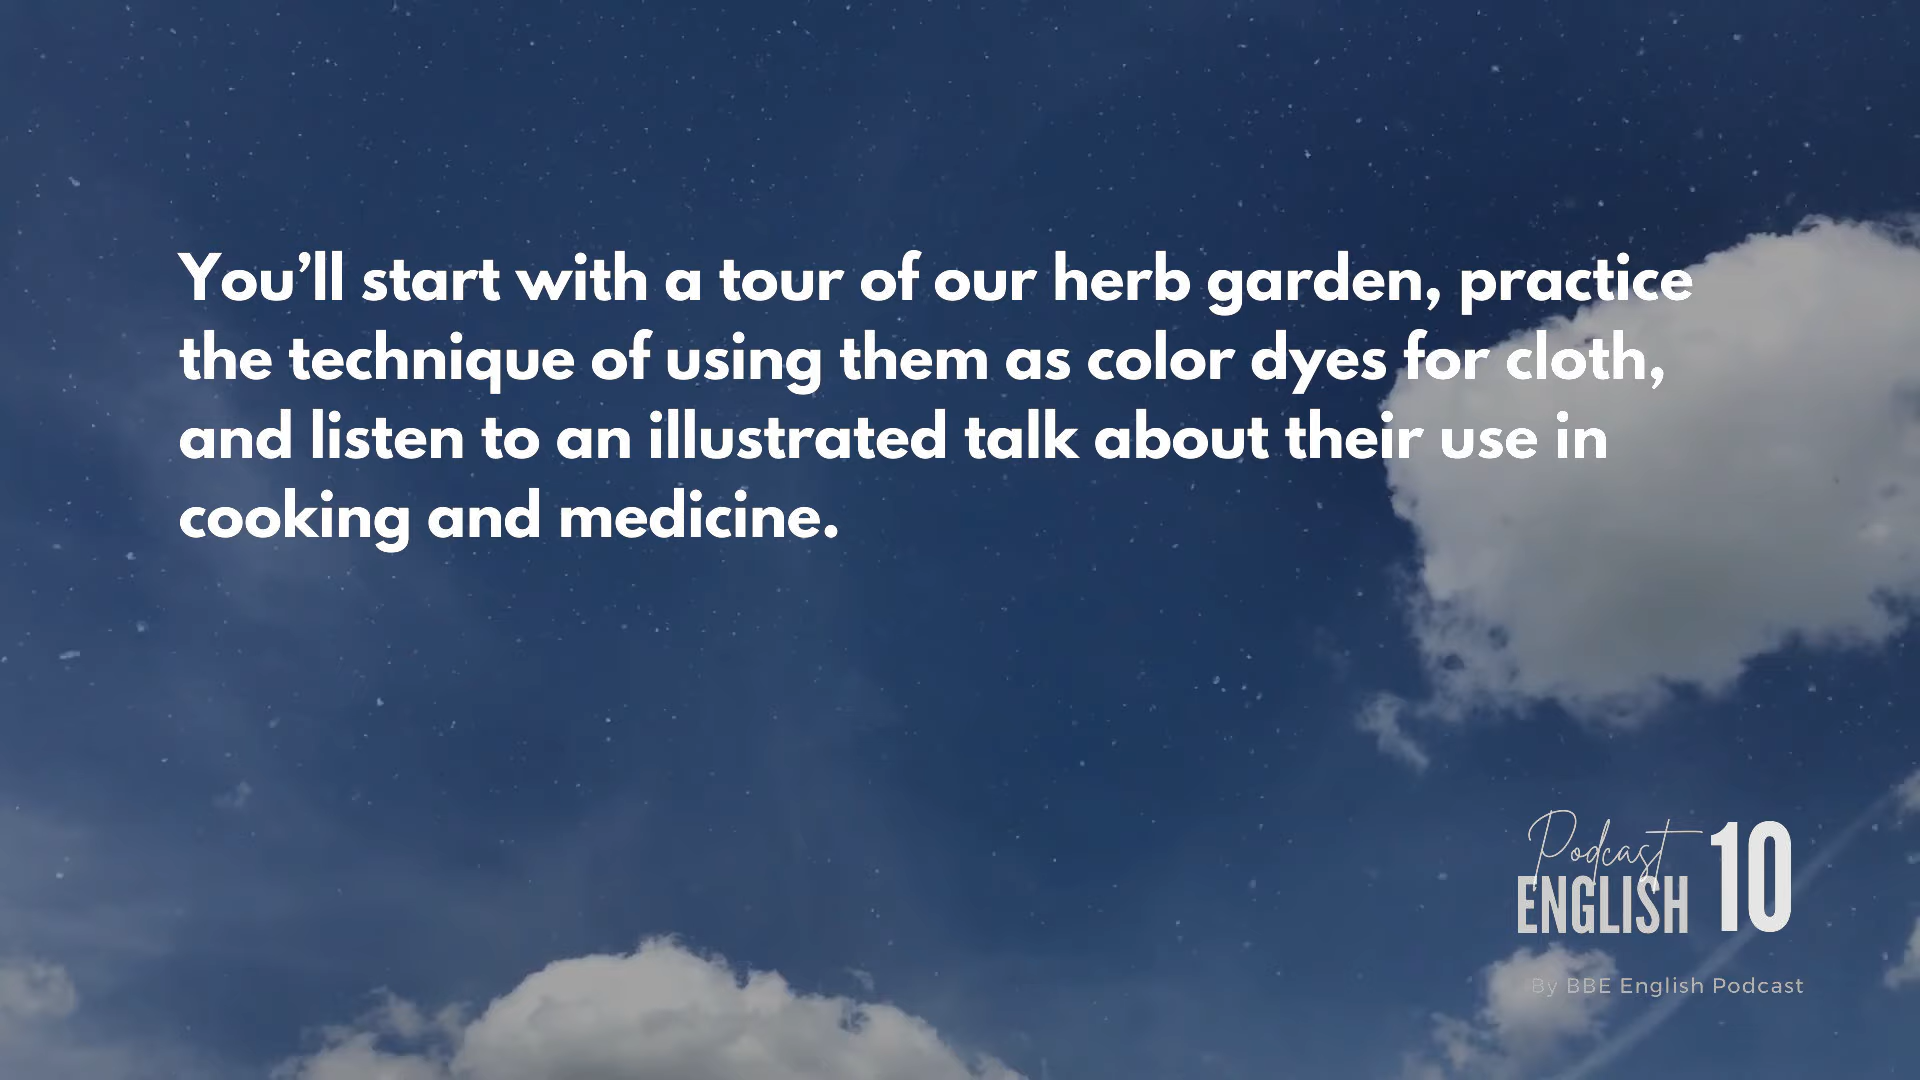 You’ll start with a tour of our herb garden, practice
the technique of using them as color dyes for cloth,
and listen to an illustrated talk about their use in
cooking and medicine.
Podcast
ENGLISH 10
By BBE English Podcast